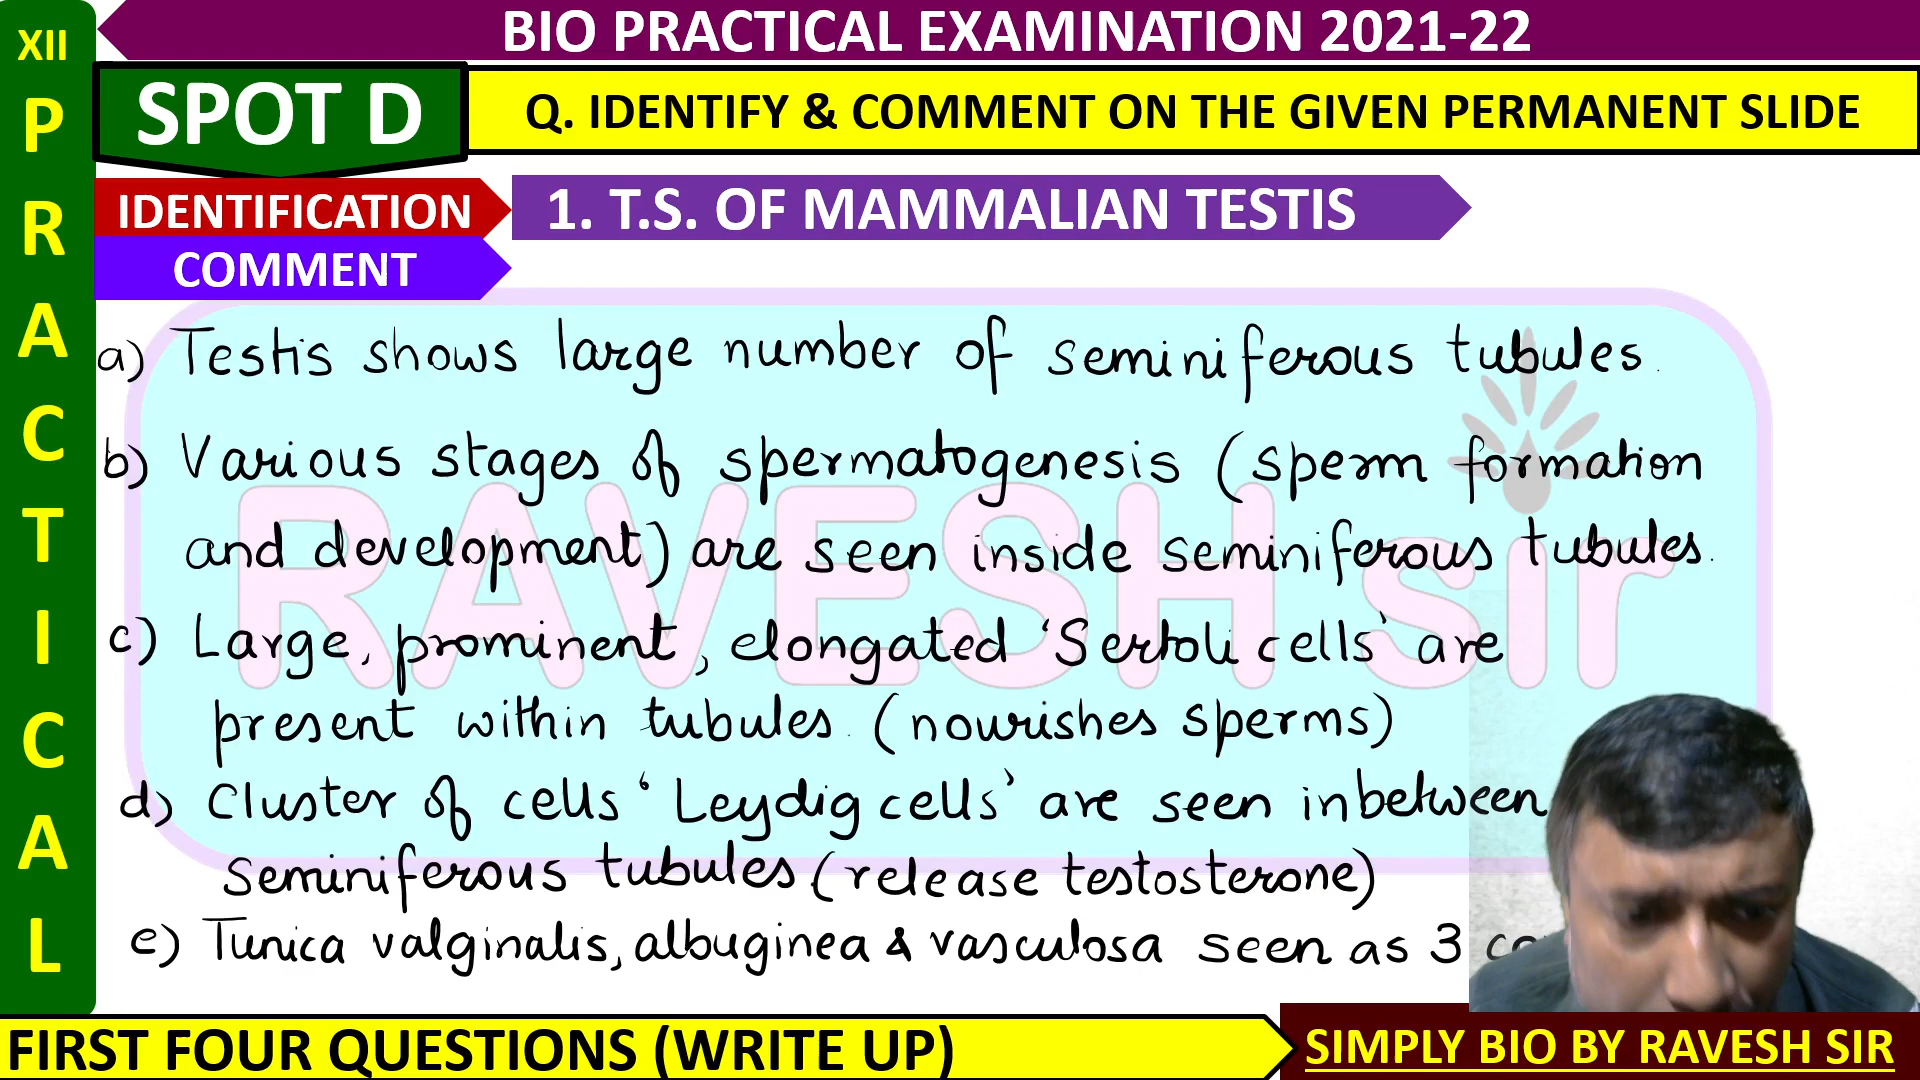 XII
PRACTICAL
BIO PRACTICAL EXAMINATION 2021-22
SPOT D
Q. IDENTIFY & COMMENT ON THE GIVEN PERMANENT SLIDE
IDENTIFICATION
1. T.S. OF MAMMALIAN TESTIS
COMMENT
a) Testis shows large number of seminiferous tubules.
b) Various stages of spermatogenesis (sperm formation
and development) are seen inside seminiferous tubules.
c) Large, prominent, elongated 'Sertoli cells' are
present within tubules. (nourishes sperms)
d) Cluster of cells 'Leydig cells' are seen inbetween
Seminiferous tubules (release testosterone)
e) Tunica valginalis, albuginea & vasculosa seen as 3
RAVESH sir
FIRST FOUR QUESTIONS (WRITE UP)
SIMPLY BIO BY RAVESH SIR